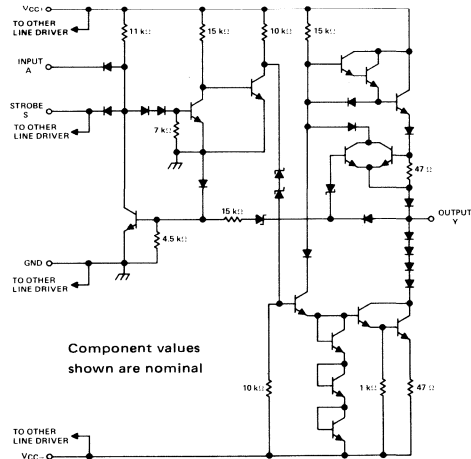 VCC+
TO OTHER
LINE DRIVER
11 kΩ
15 kΩ
10 kΩ
15 kΩ
INPUT
A
STROBE
S
TO OTHER
LINE DRIVER
7 kΩ
47 Ω
15 kΩ
OUTPUT
Y
4.5 kΩ
GND
TO OTHER
LINE DRIVER
Component values
shown are nominal
10 kΩ
1 kΩ
47 Ω
TO OTHER
LINE DRIVER
VCC−